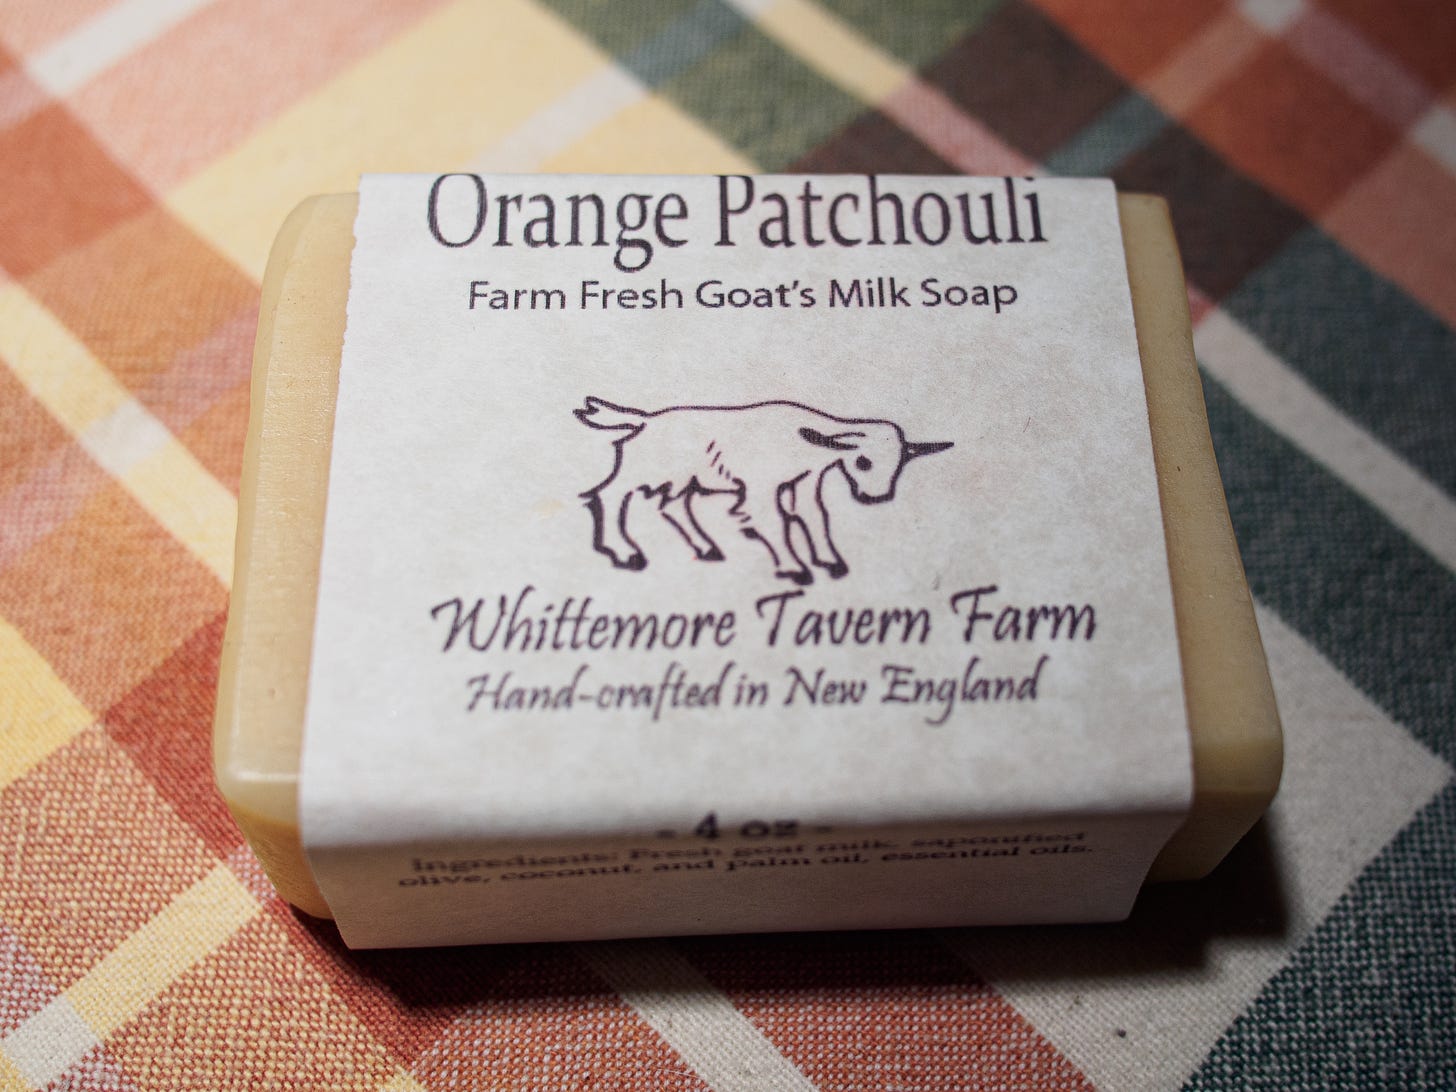 Orange Patchouli
Farm Fresh Goat's Milk Soap
Whittemore Tavern Farm
Hand-crafted in New England
- 4 oz -
Ingredients: Fresh goat milk, saponified
olive, coconut, and palm oil, essential oils.